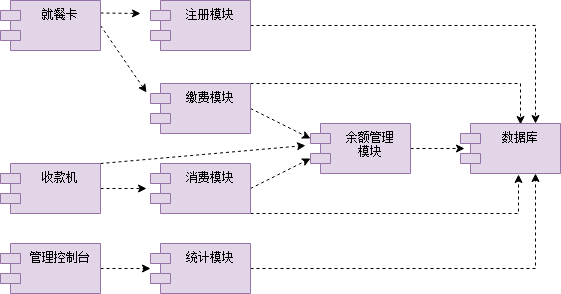 就餐卡
注册模块
缴费模块
余额管理
模块
数据库
收款机
消费模块
管理控制台
统计模块